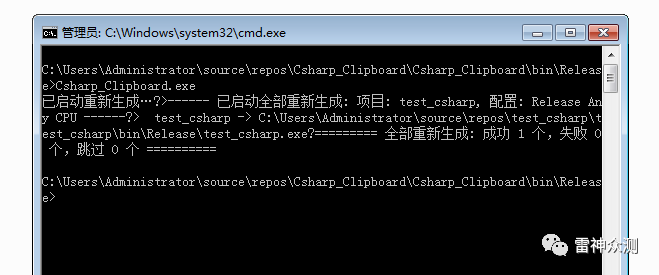 管理员: C:\Windows\system32\cmd.exe
C:\Users\Administrator\source\repos\Csharp_Clipboard\Csharp_Clipboard\bin\Releas
e>Csharp_Clipboard.exe
已启动重新生成…?>------ 已启动全部重新生成: 项目: test_csharp, 配置: Release An
y CPU ------?>  test_csharp -> C:\Users\Administrator\source\repos\test_csharp\t
est_csharp\bin\Release\test_csharp.exe?========== 全部重新生成: 成功 1 个，失败 0
 个，跳过 0 个 ==========
C:\Users\Administrator\source\repos\Csharp_Clipboard\Csharp_Clipboard\bin\Releas
e>
雷神众测